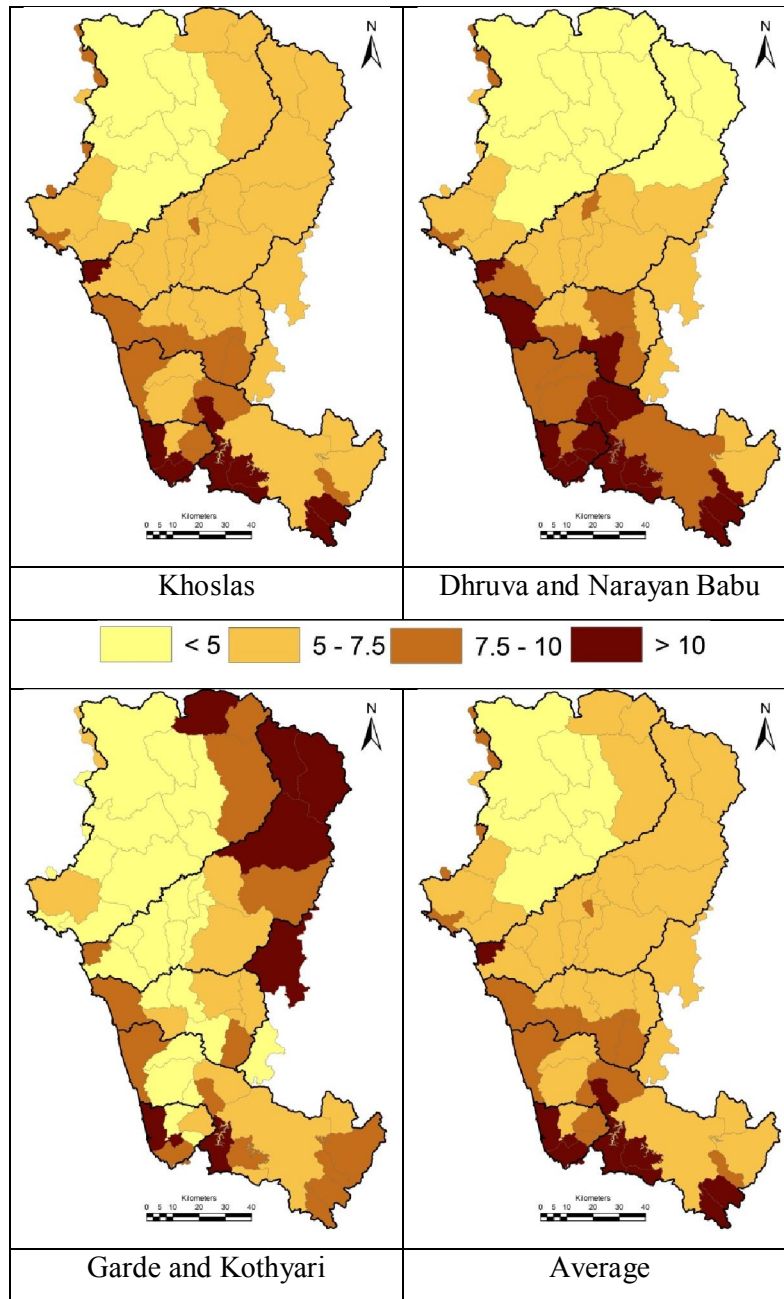 N
N
Kilometers
0 5 10 20 30 40
Kilometers
0 5 10 20 30 40
Khoslas
Dhruva and Narayan Babu
< 5
5 - 7.5
7.5 - 10
> 10
N
N
Kilometers
0 5 10 20 30 40
Kilometers
0 5 10 20 30 40
Garde and Kothyari
Average